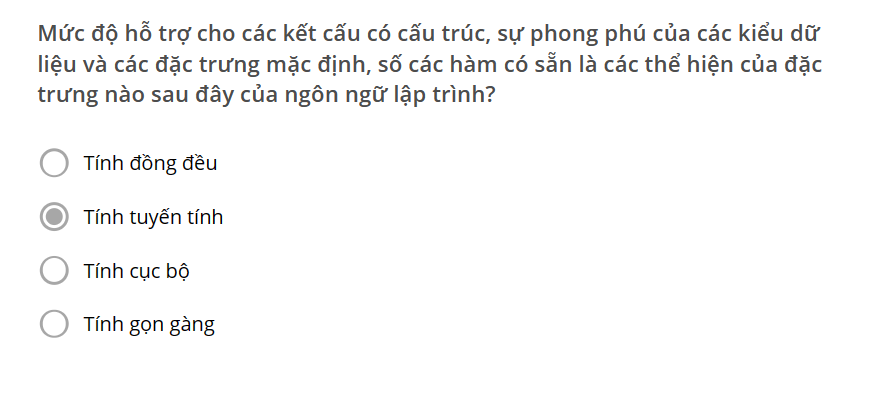 Mức độ hỗ trợ cho các kết cấu có cấu trúc, sự phong phú của các kiểu dữ
liệu và các đặc trưng mặc định, số các hàm có sẵn là các thể hiện của đặc
trưng nào sau đây của ngôn ngữ lập trình?
Tính đồng đều
Tính tuyến tính
Tính cục bộ
Tính gọn gàng